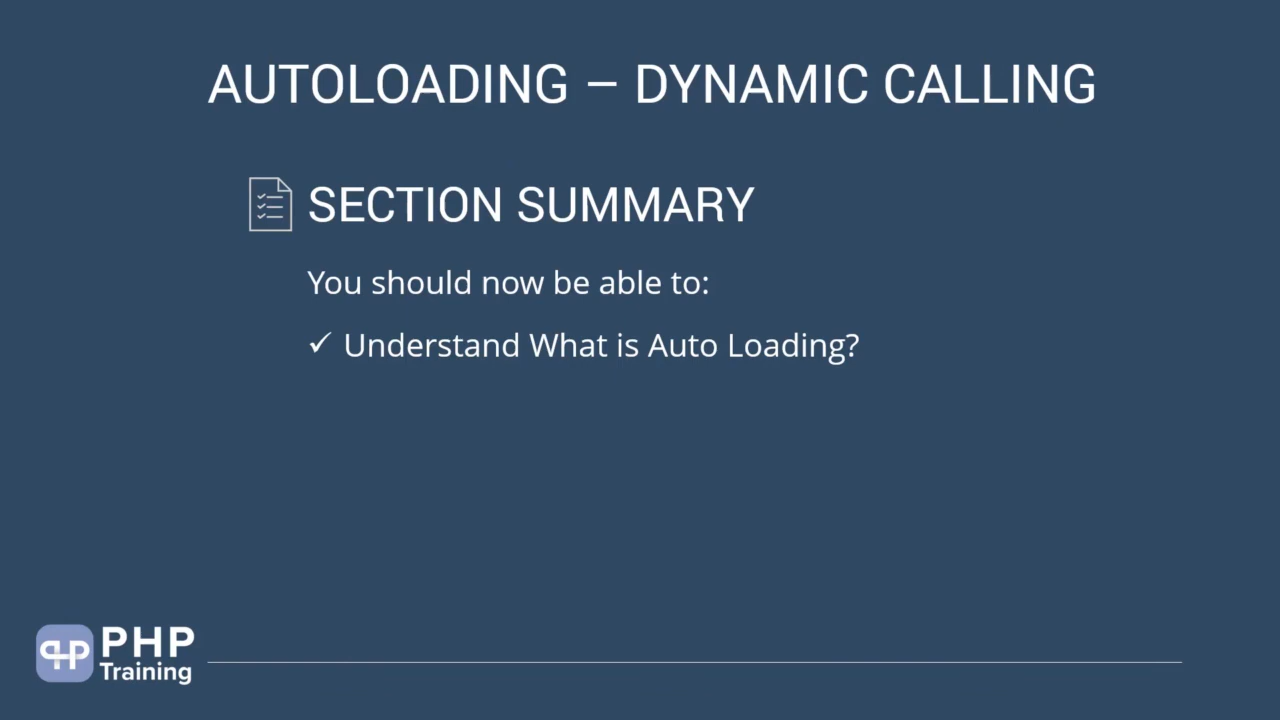 AUTOLOADING – DYNAMIC CALLING
SECTION SUMMARY
You should now be able to:
✓ Understand What is Auto Loading?
PHP
Training